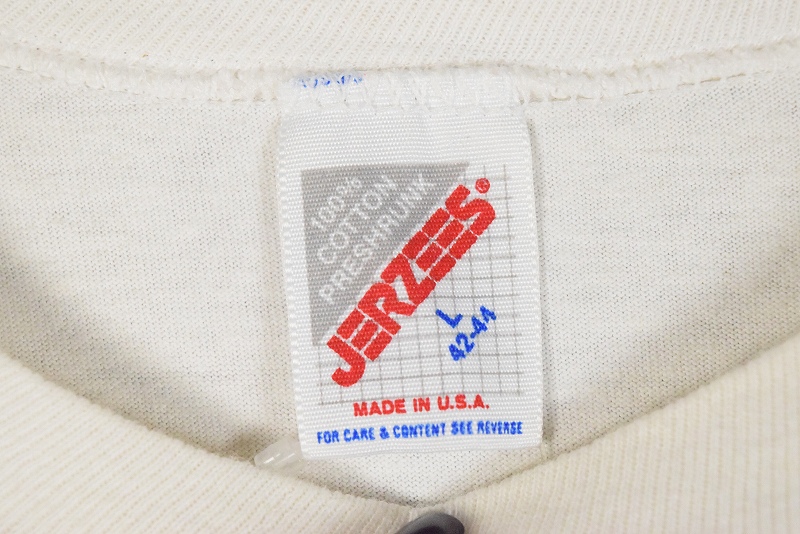 100%
COTTON
PRESHRUNK
JERZEES®
L
42-44
MADE IN U.S.A.
FOR CARE & CONTENT SEE REVERSE